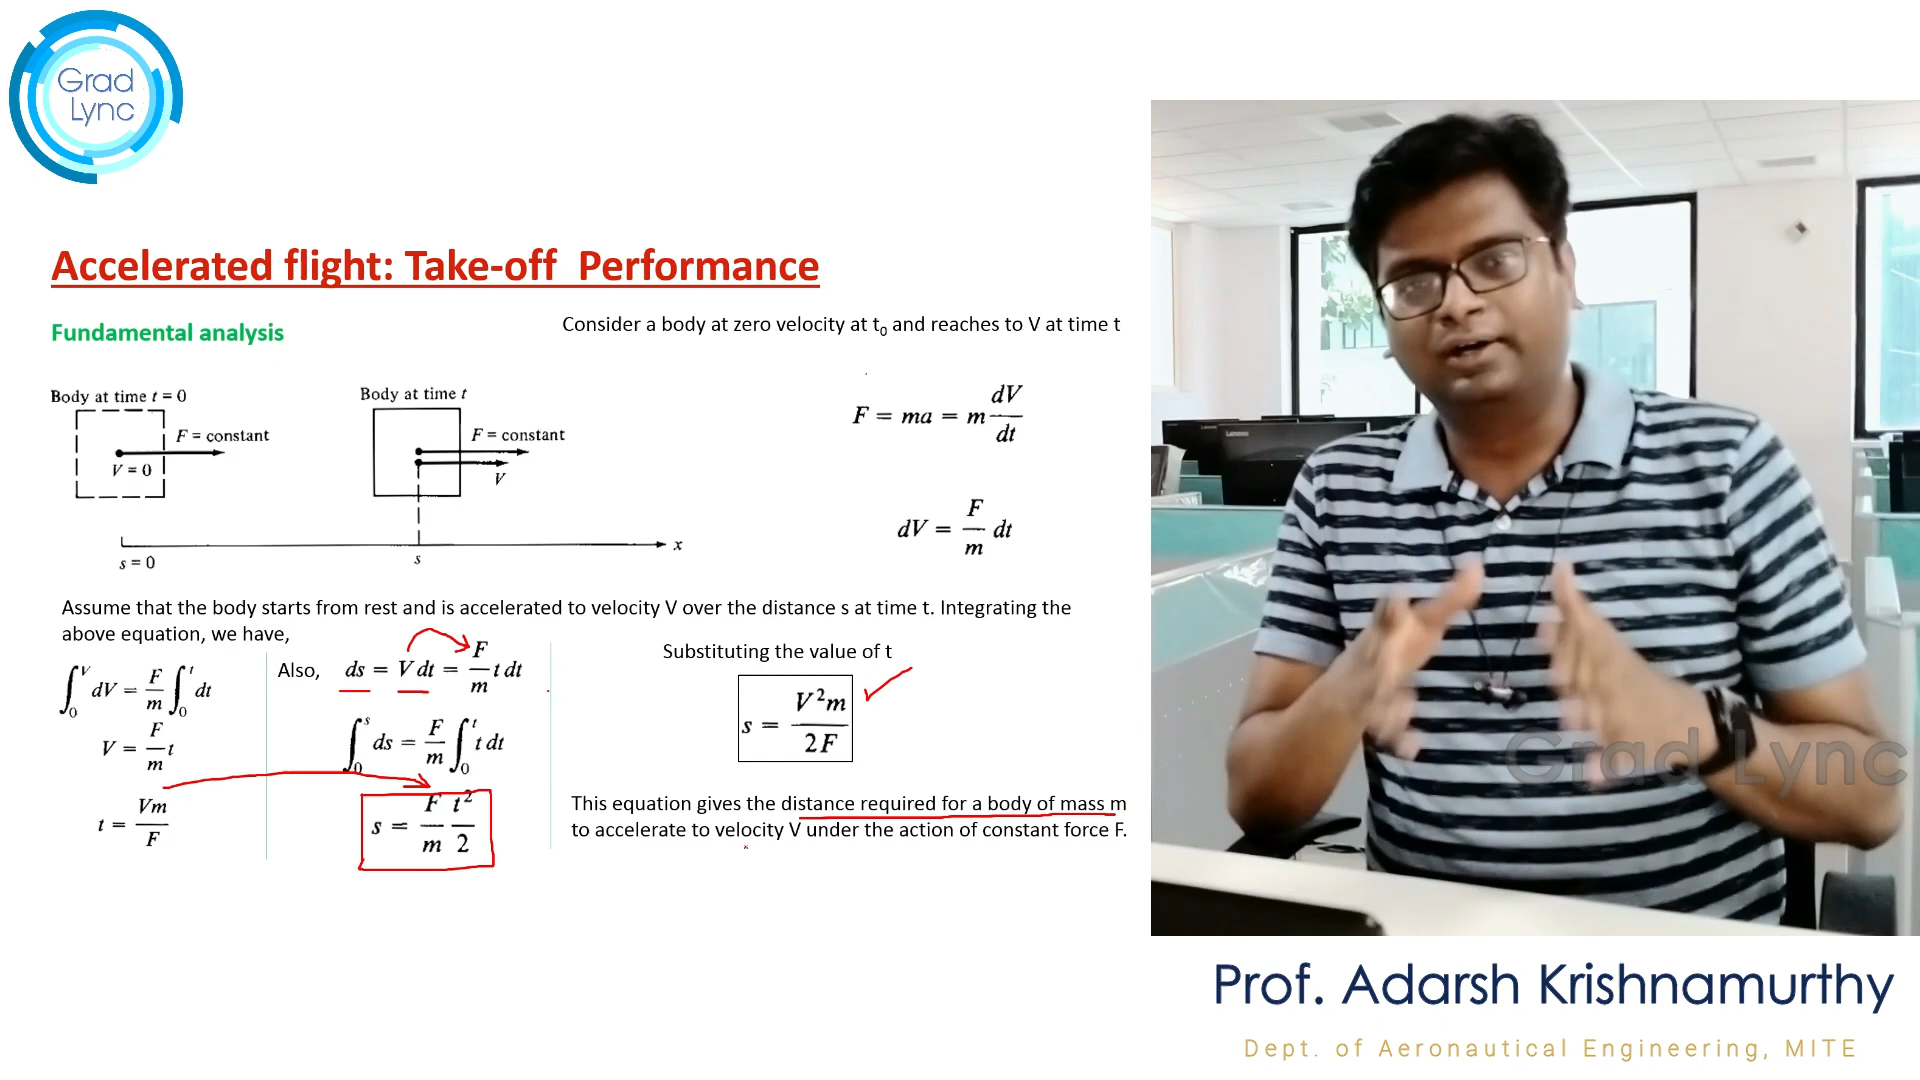 Grad
Lync
Accelerated flight: Take-off Performance
Fundamental analysis
Consider a body at zero velocity at t₀ and reaches to V at time t
Body at time t = 0
F = constant
V = 0
Body at time t
F = constant
V
s = 0
s
x
F = ma = m dV/dt
dV = F/m dt
Assume that the body starts from rest and is accelerated to velocity V over the distance s at time t. Integrating the
above equation, we have,
∫₀^V dV = F/m ∫₀^t dt
V = F/m t
t = Vm/F
Also, ds = V dt = F/m t dt
∫₀^s ds = F/m ∫₀^t t dt
s = F/m t²/2
Substituting the value of t
s = V²m/2F
This equation gives the distance required for a body of mass m
to accelerate to velocity V under the action of constant force F.
Lenovo
Grad Lync
Prof. Adarsh Krishnamurthy
Dept. of Aeronautical Engineering, MITE